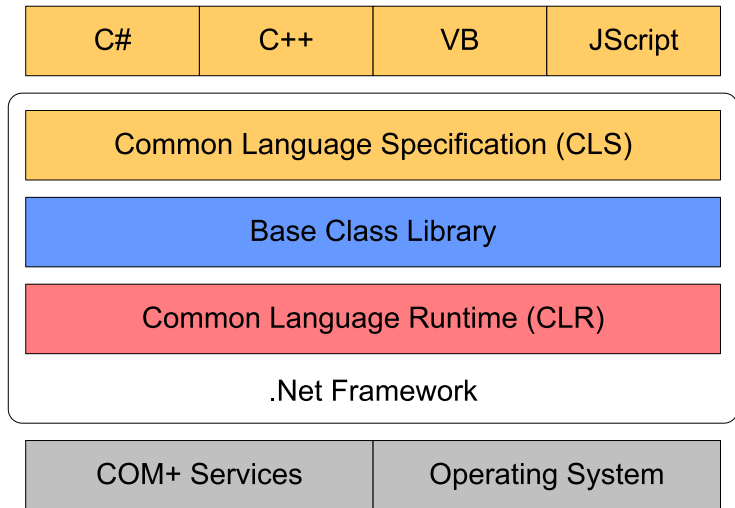 C#
C++
VB
JScript
Common Language Specification (CLS)
Base Class Library
Common Language Runtime (CLR)
.Net Framework
COM+ Services
Operating System